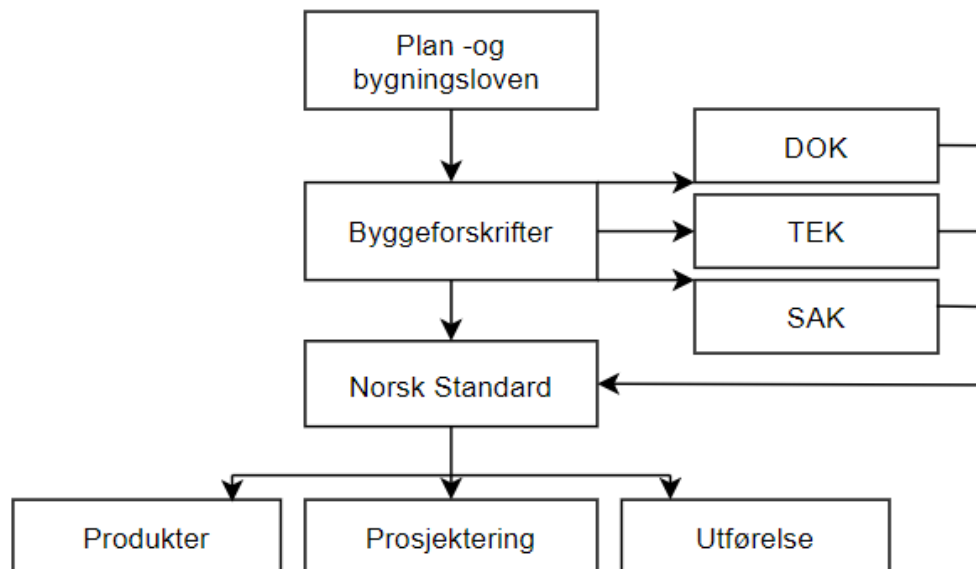 Plan -og
bygningsloven
DOK
Byggeforskrifter
TEK
SAK
Norsk Standard
Produkter
Prosjektering
Utførelse